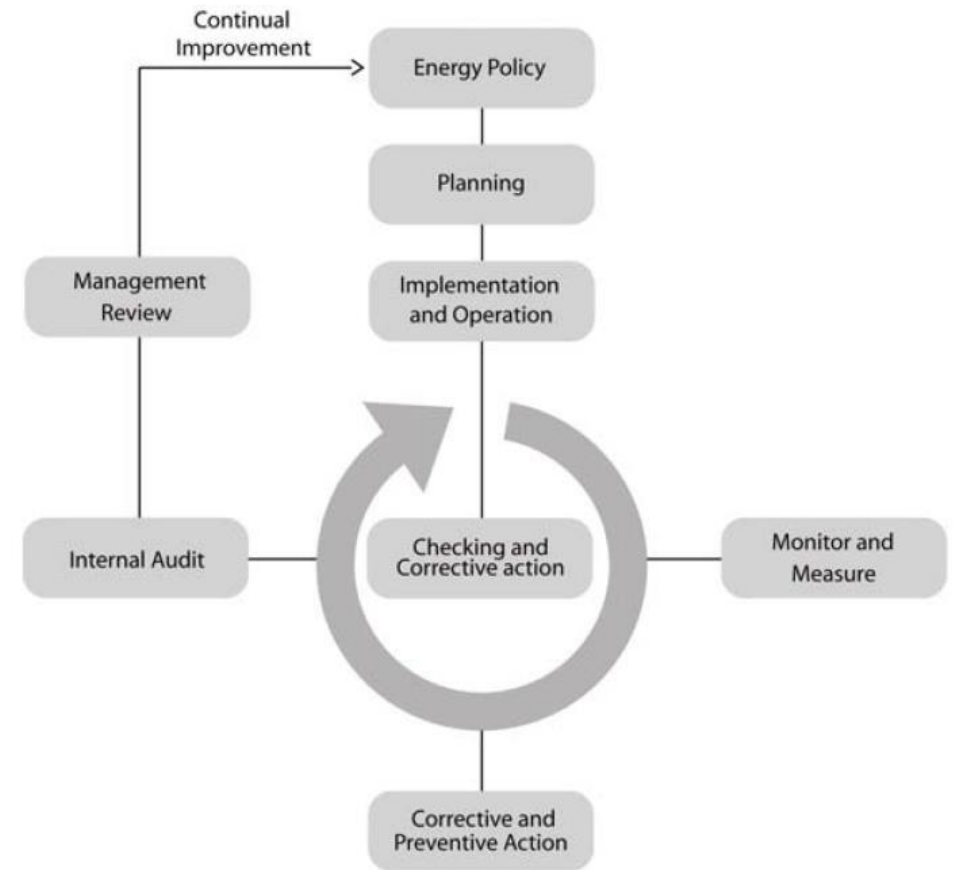 Continual
Improvement
Energy Policy
Planning
Management
Review
Implementation
and Operation
Internal Audit
Checking and
Corrective action
Monitor and
Measure
Corrective and
Preventive Action